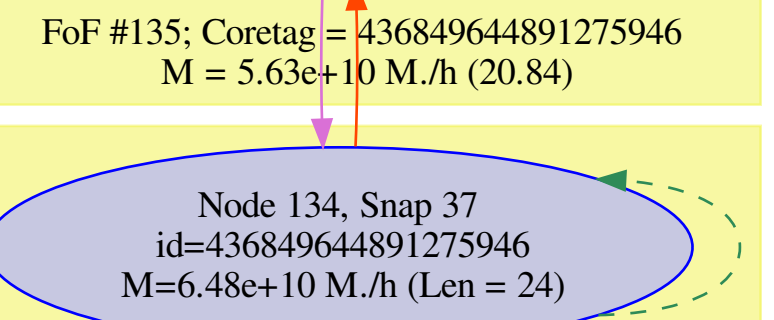 FoF #135; Coretag = 436849644891275946
M = 5.63e+10 M./h (20.84)
Node 134, Snap 37
id=436849644891275946
M=6.48e+10 M./h (Len = 24)